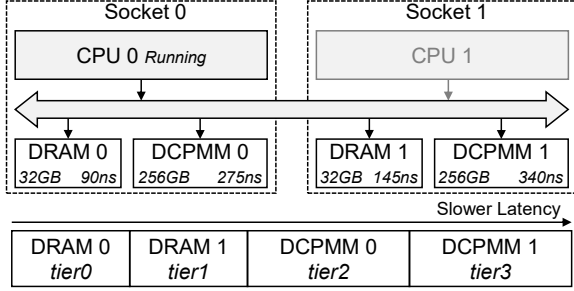 Socket 0
Socket 1
CPU 0 Running
CPU 1
DRAM 0
32GB 90ns
DCPMM 0
256GB 275ns
DRAM 1
32GB 145ns
DCPMM 1
256GB 340ns
Slower Latency
DRAM 0
tier0
DRAM 1
tier1
DCPMM 0
tier2
DCPMM 1
tier3